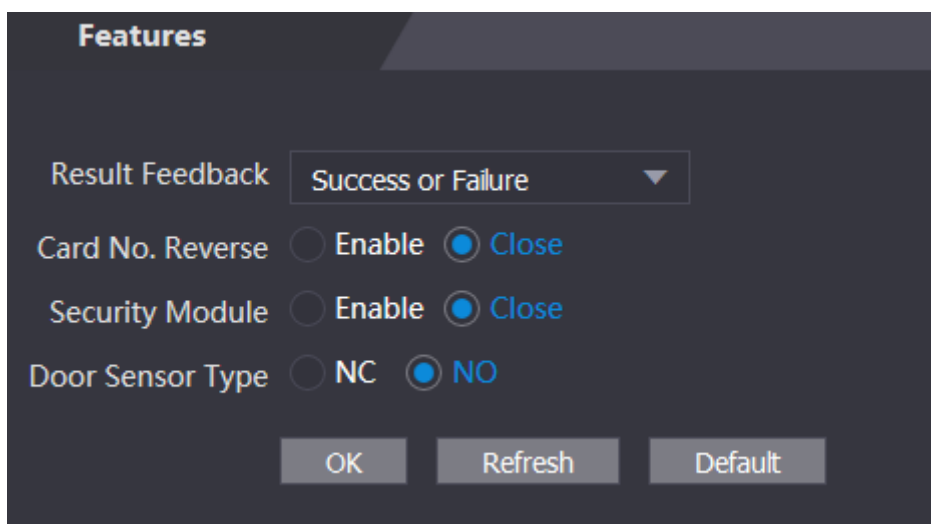 Features
Result Feedback Success or Failure
Card No. Reverse Enable Close
Security Module Enable Close
Door Sensor Type NC NO
OK Refresh Default